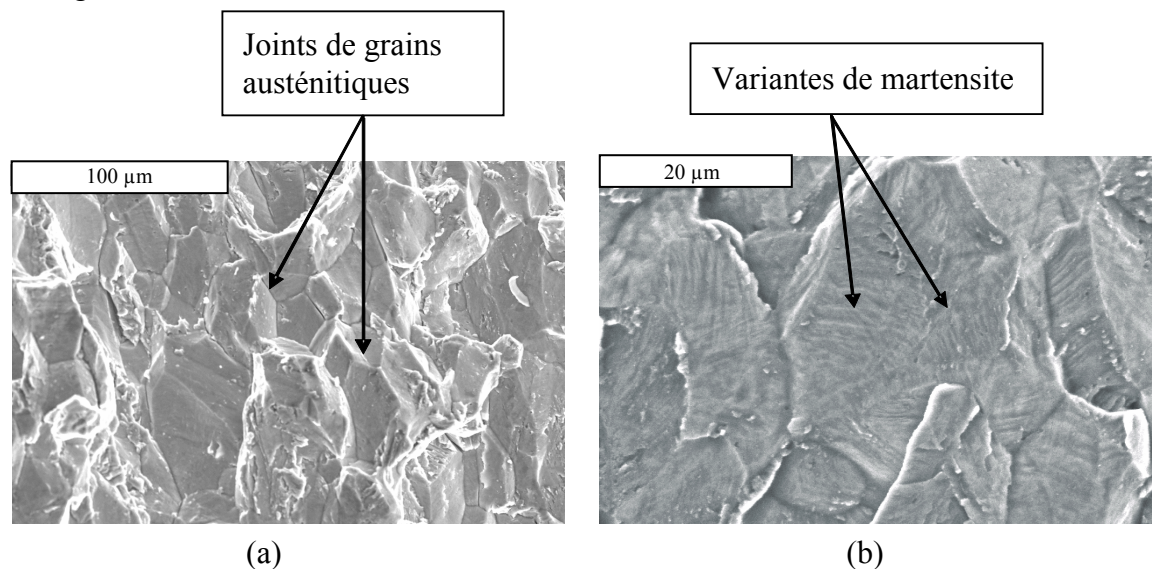 Joints de grains
austénitiques
Variantes de martensite
100 µm
20 µm
(a)
(b)